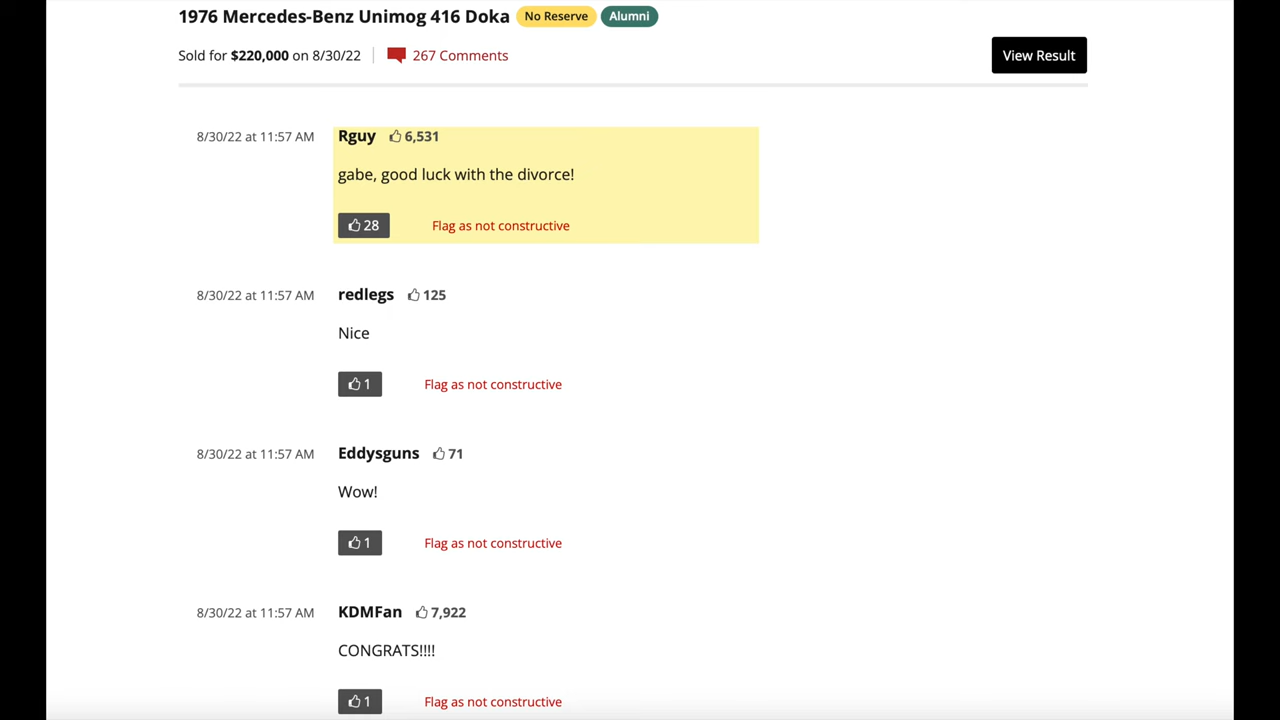 1976 Mercedes-Benz Unimog 416 Doka No Reserve Alumni
Sold for $220,000 on 8/30/22 267 Comments
View Result
8/30/22 at 11:57 AM Rguy 6,531
gabe, good luck with the divorce!
28 Flag as not constructive
8/30/22 at 11:57 AM redlegs 125
Nice
1 Flag as not constructive
8/30/22 at 11:57 AM Eddysguns 71
Wow!
1 Flag as not constructive
8/30/22 at 11:57 AM KDMFan 7,922
CONGRATS!!!!
1 Flag as not constructive